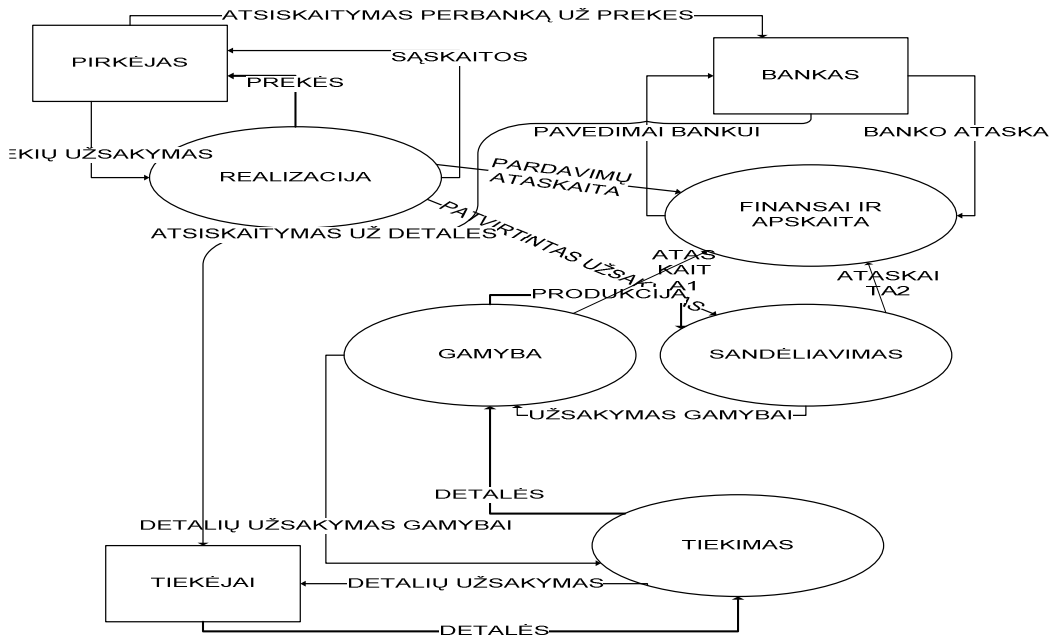 ATSISKAITYMAS PERBANKĄ UŽ PREKES
PIRKĖJAS
SĄSKAITOS
BANKAS
PREKĖS
PAVEDIMAI BANKUI
BANKO ATASKA
UŽSAKYMAS
REALIZACIJA
PARDAVIMŲ
ATASKAITA
FINANSAI IR
APSKAITA
ATSISKAITYMAS UŽ DETALES
PATVIRTINTAS
ATAS
KAIT
A1
ATASKAI
TA2
PRODUKCIJA
GAMYBA
SANDĖLIAVIMAS
UŽSAKYMAS GAMYBAI
DETALĖS
DETALIŲ UŽSAKYMAS GAMYBAI
TIEKIMAS
TIEKĖJAI
DETALIŲ UŽSAKYMAS
DETALĖS